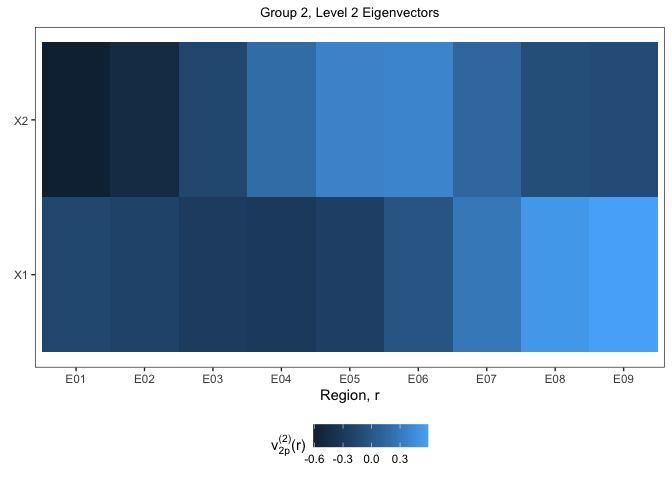 Group 2, Level 2 Eigenvectors
X2
X1
E01 E02 E03 E04 E05 E06 E07 E08 E09
Region, r
v_{2p}^{(2)}(r)
-0.6 -0.3 0.0 0.3